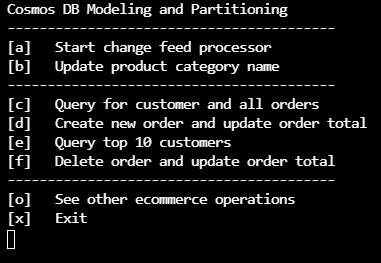 Cosmos DB Modeling and Partitioning
-----------------------------------------
[a]   Start change feed processor
[b]   Update product category name
-----------------------------------------
[c]   Query for customer and all orders
[d]   Create new order and update order total
[e]   Query top 10 customers
[f]   Delete order and update order total
-----------------------------------------
[o]   See other ecommerce operations
[x]   Exit